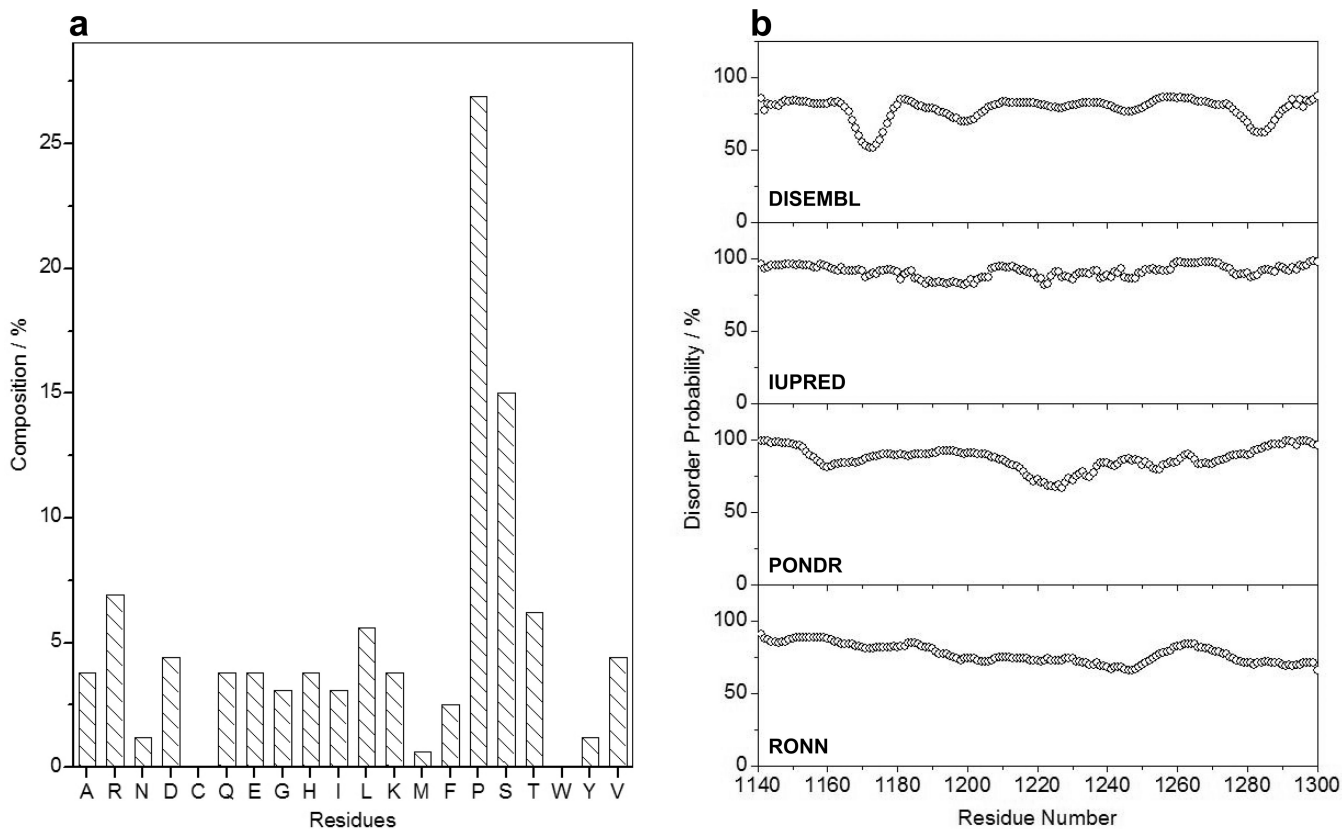 a
Composition / %
25
20
15
10
5
0
A R N D C Q E G H I L K M F P S T W Y V
Residues
b
Disorder Probability / %
100
50
0
DISEMBL
100
50
0
IUPRED
100
50
0
PONDR
100
50
0
RONN
1140 1160 1180 1200 1220 1240 1260 1280 1300
Residue Number